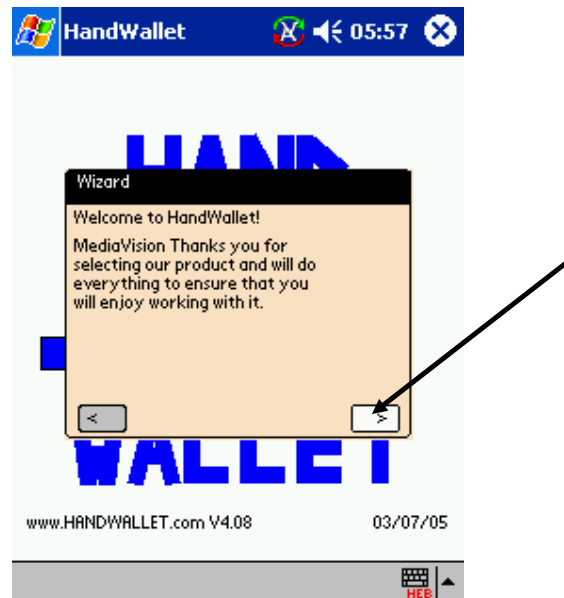 HandWallet 05:57
HAND
Wizard
Welcome to HandWallet!
MediaVision Thanks you for
selecting our product and will do
everything to ensure that you
will enjoy working with it.
< >
WALLET
www.HANDWALLET.com V4.08 03/07/05
HEB